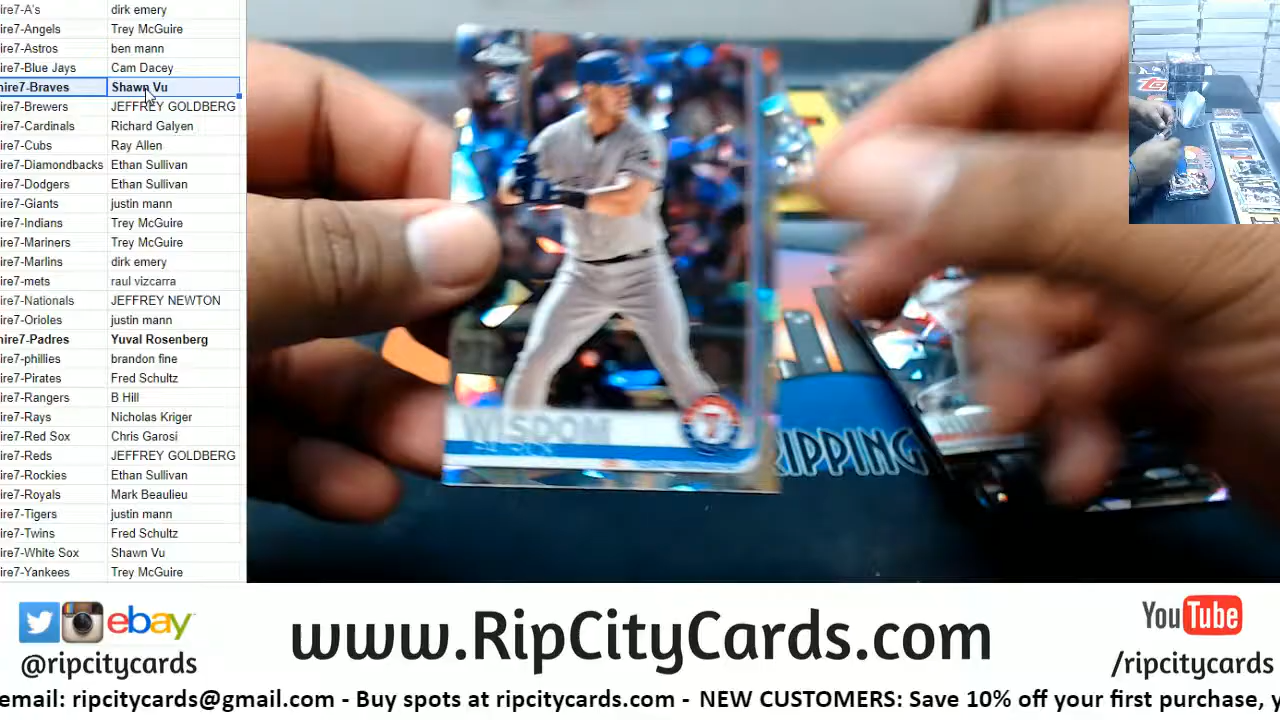 ire7-A's dirk emery
ire7-Angels Trey McGuire
ire7-Astros ben mann
ire7-Blue Jays Cam Dacey
hire7-Braves Shawn Vu
ire7-Brewers JEFFREY GOLDBERG
ire7-Cardinals Richard Galyen
ire7-Cubs Ray Allen
ire7-Diamondbacks Ethan Sullivan
ire7-Dodgers Ethan Sullivan
ire7-Giants justin mann
ire7-Indians Trey McGuire
ire7-Mariners Trey McGuire
ire7-Marlins dirk emery
ire7-mets raul vizcarra
ire7-Nationals JEFFREY NEWTON
ire7-Orioles justin mann
hire7-Padres Yuval Rosenberg
ire7-phillies brandon fine
ire7-Pirates Fred Schultz
ire7-Rangers B Hill
ire7-Rays Nicholas Kriger
ire7-Red Sox Chris Garosi
ire7-Reds JEFFREY GOLDBERG
ire7-Rockies Ethan Sullivan
ire7-Royals Mark Beaulieu
ire7-Tigers justin mann
ire7-Twins Fred Schultz
ire7-White Sox Shawn Vu
ire7-Yankees Trey McGuire
WISDOM
T
RIPPING
ebay
@ripcitycards
www.RipCityCards.com
YouTube
/ripcitycards
email: ripcitycards@gmail.com - Buy spots at ripcitycards.com - NEW CUSTOMERS: Save 10% off your first purchase, y